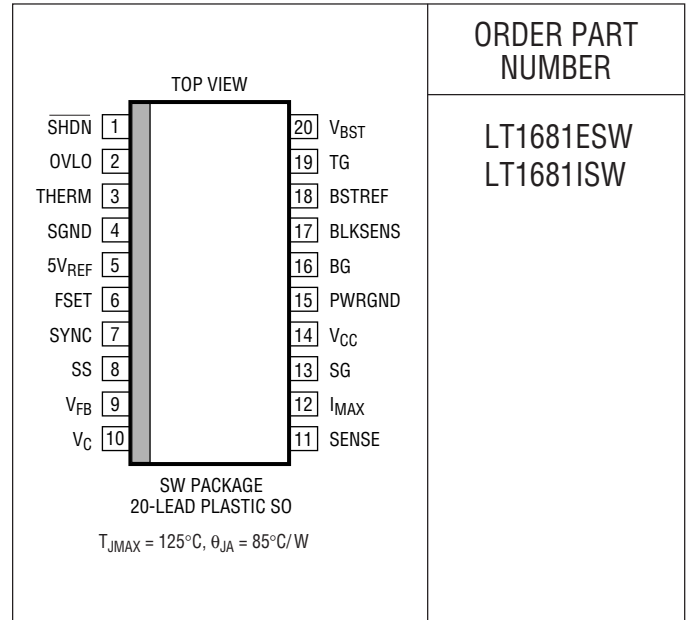 ORDER PART
NUMBER
LT1681ESW
LT1681ISW
TOP VIEW
SHDN 1
OVLO 2
THERM 3
SGND 4
5VREF 5
FSET 6
SYNC 7
SS 8
VFB 9
VC 10
20 VBST
19 TG
18 BSTREF
17 BLKSENS
16 BG
15 PWRGND
14 VCC
13 SG
12 IMAX
11 SENSE
SW PACKAGE
20-LEAD PLASTIC SO
TJMAX = 125°C, θJA = 85°C/W